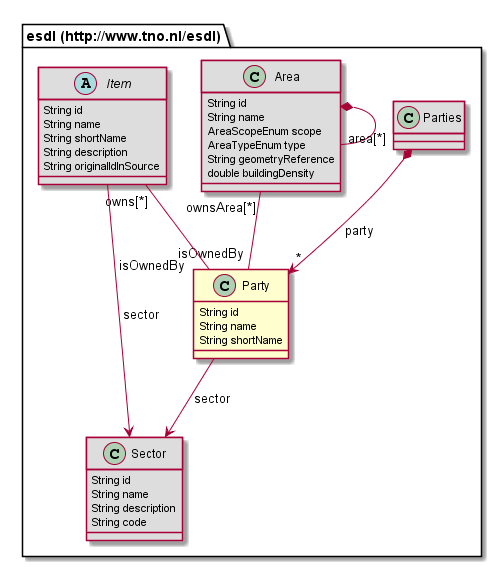 esdl (http://www.tno.nl/esdl)
A Item
String id
String name
String shortName
String description
String originalIdInSource
C Area
String id
String name
AreaScopeEnum scope
AreaTypeEnum type
String geometryReference
double buildingDensity
area[*]
C Parties
owns[*]
ownsArea[*]
party
isOwnedBy
isOwnedBy
*
C Party
String id
String name
String shortName
sector
sector
C Sector
String id
String name
String description
String code